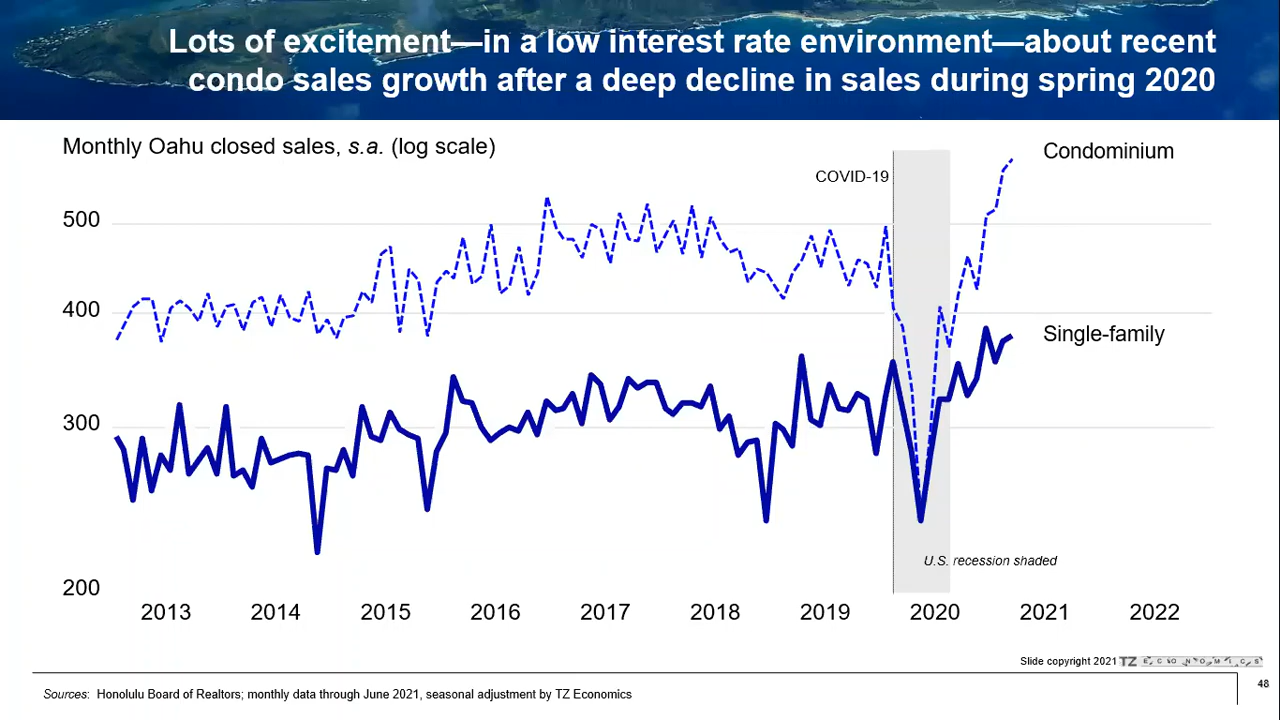 Lots of excitement—in a low interest rate environment—about recent
condo sales growth after a deep decline in sales during spring 2020
Monthly Oahu closed sales, s.a. (log scale)
Condominium
COVID-19
500
400
Single-family
300
U.S. recession shaded
200
2013 2014 2015 2016 2017 2018 2019 2020 2021 2022
Slide copyright 2021 TZ ECONOMICS
Sources: Honolulu Board of Realtors; monthly data through June 2021, seasonal adjustment by TZ Economics
48